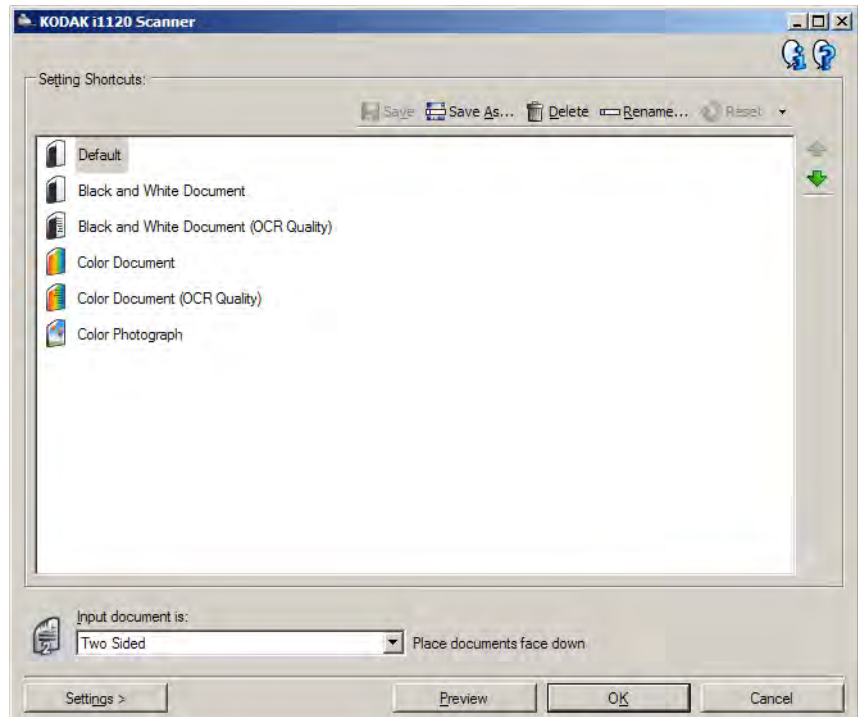 KODAK i1120 Scanner
Setting Shortcuts:
Save Save As... Delete Rename... Reset
Default
Black and White Document
Black and White Document (OCR Quality)
Color Document
Color Document (OCR Quality)
Color Photograph
Input document is:
Two Sided Place documents face down
Settings > Preview OK Cancel